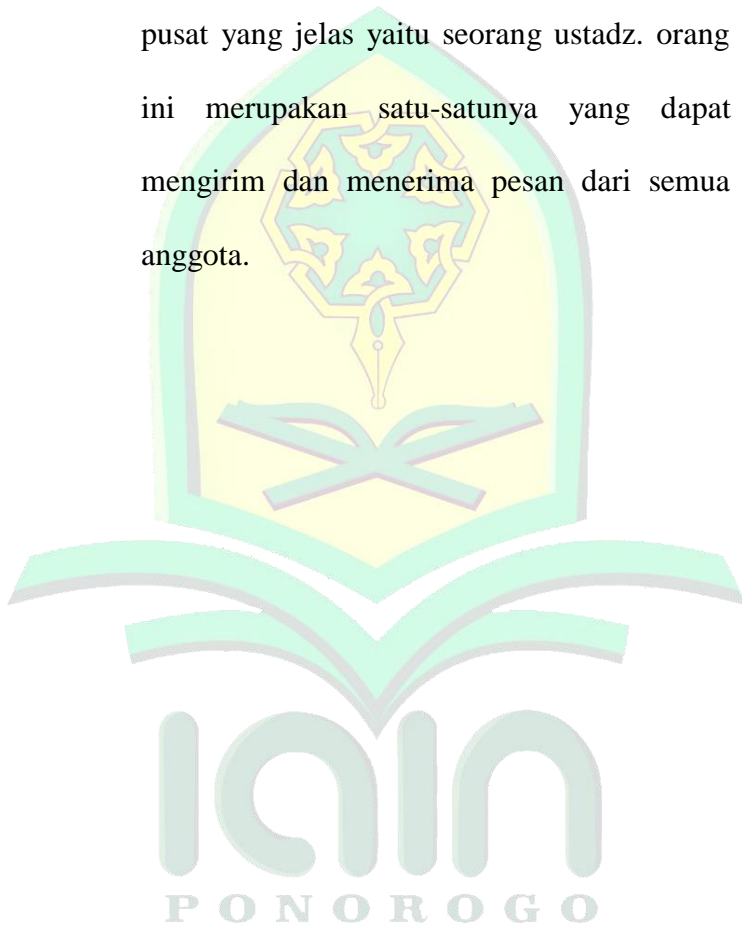 pusat yang jelas yaitu seorang ustadz. orang
ini merupakan satu-satunya yang dapat
mengirim dan menerima pesan dari semua
anggota.
iain
PONOROGO